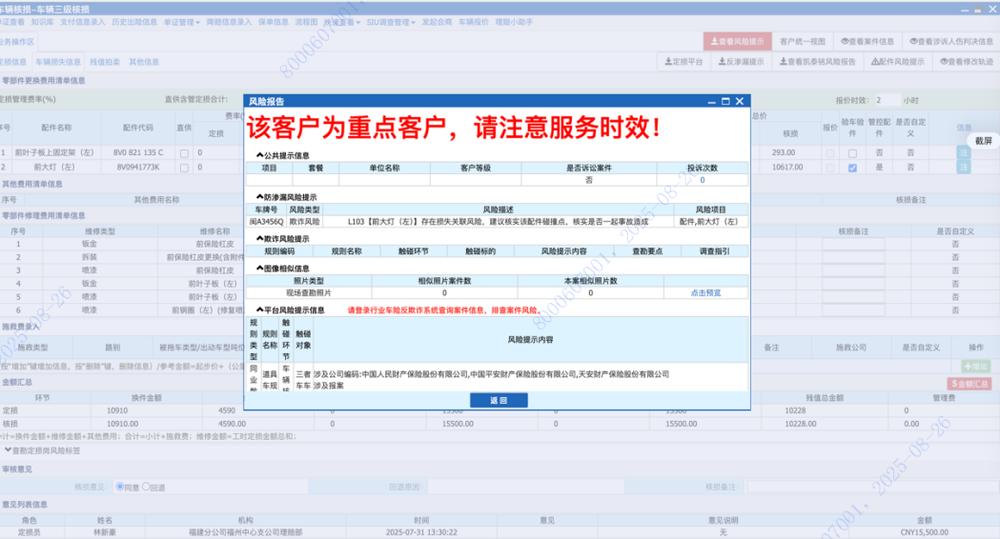 车辆核损-车辆三级核损
单证查看 知识库 支付信息录入 历史出险信息 单证管理 降赔信息录入 保单信息 流程图 快速查看 SIU调查管理 发起合商 车辆报价 理赔小助手
业务操作区 查看风险提示 客户统一视图 查看案件信息 查看涉诉人伤判决信息
定损信息 车辆损失信息 残值拍卖 其他信息 定损平台 反渗漏提示 查看凯泰铭风险报告 配件风险提示 查看修改轨迹
零部件更换费用清单信息
定损管理费率(%) 直供含管定损合计: 报价时效: 2 小时
序号 配件名称 配件代码 直供 费率( 定损 总价 核损 报价 验车验件 管控配件 是否自定义 信息
1 前叶子板上固定架（左） 8V0 821 135 C 0 293.00 否 否 注
2 前大灯（左） 8V0941773K 0 10617.00 是 否 注
截屏
其他费用清单信息
序号 其他费用名称 核损备注
零部件修理费用清单信息
序号 维修类型 维修名称 核损备注 是否自定义
1 钣金 前保险杠皮 否
2 拆装 前保险杠皮更换(含附件 否
3 喷漆 前保险杠皮 否
4 钣金 前叶子板（左） 否
5 喷漆 前叶子板（左） 否
6 喷漆 前钢圈（左）(修复喷 否
施救费录入
施救类型 路别 被拖车类型/出动车型吨位 备注 施救公司 是否自定义 操作
按"增加"键增加信息，按"删除"键，删除信息）/参考金额=起步价+（公里 增加
金额汇总 金额汇总
环节 换件金额 残值总金额 管理费
定损 10910 4590 0 15500 0 15500 10228 0
核损 10910.00 4590.00 0 15500.00 0 15500.00 10228.00 0.00
小计=换件金额+维修金额+其他费用；合计=小计+施救费；维修金额=工时定损金额总和；
查勘定损岗风险标签
审核意见
核损意见: 同意 回退 回退原因: 核损备注:
意见列表信息
角色 姓名 机构 时间 意见 意见说明 金额
定损员 林新豪 福建分公司福州中心支公司理赔部 2025-07-31 13:30:22 无 CNY15,500.00
风险报告
该客户为重点客户，请注意服务时效！
公共提示信息
项目 套餐 单位名称 客户等级 是否诉讼案件 投诉次数
否 0
防渗漏风险提示
车牌号 风险类型 风险描述 风险项目
闽A3456Q 欺诈风险 L103【前大灯（左）】存在损失关联风险，建议核实该配件碰撞点，核实是否一起事故造成 配件,前大灯（左）
欺诈风险提示
规则编码 规则名称 触碰环节 触碰标的 风险提示内容 查勘要点 调查指引
图像相似信息
照片类型 相似照片案件数 本案相似照片数
现场查勘照片 0 0 点击预览
平台风险提示信息 请登录行业车险反欺诈系统查询案件信息，排查案件风险。
规则类型 规则名称 触碰环节 触碰对象 风险提示内容
同业数 道具车规 车辆核 三者车车 涉及公司编码:中国人民财产保险股份有限公司,中国平安财产保险股份有限公司,天安财产保险股份有限公司涉及报案
返回
8000607001，2025-08-26